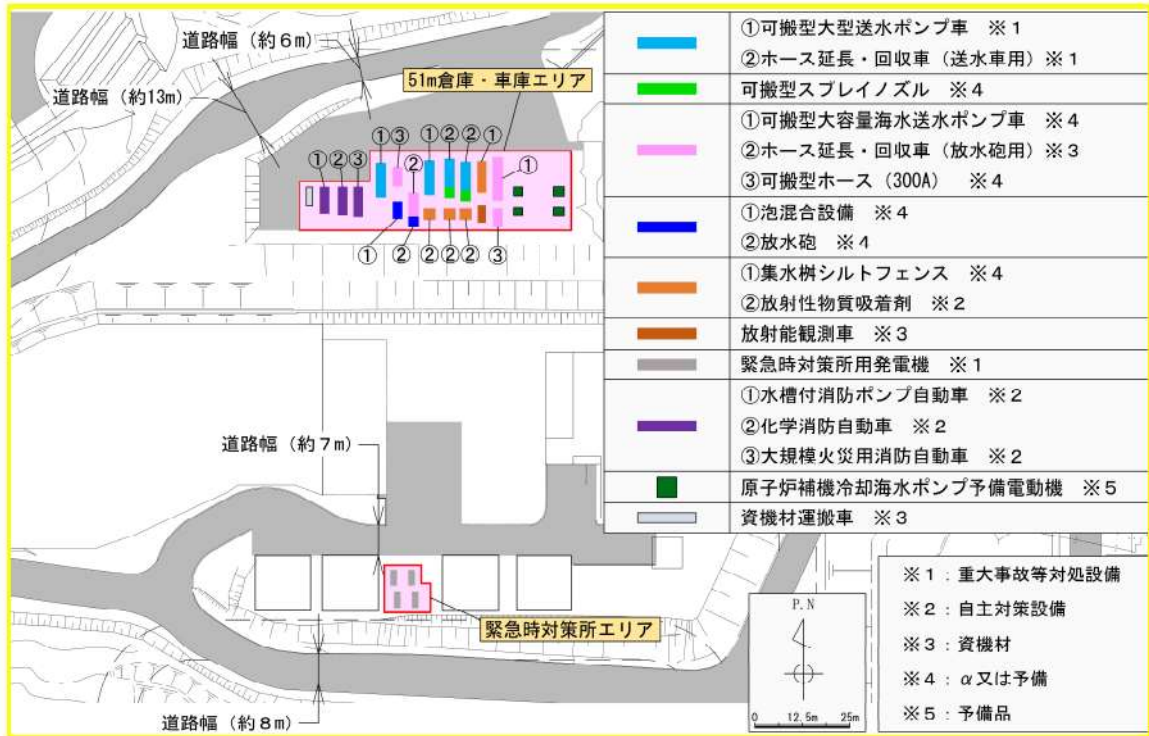 道路幅（約６m）
51m倉庫・車庫エリア
道路幅（約13m）
①③①②②①
②
①
①②③
①②②②②③
道路幅（約７m）
緊急時対策所エリア
道路幅（約８m）
①可搬型大型送水ポンプ車　※１
②ホース延長・回収車（送水車用）※１
可搬型スプレイノズル　※４
①可搬型大容量海水送水ポンプ車　※４
②ホース延長・回収車（放水砲用）※３
③可搬型ホース（300A）　※４
①泡混合設備　※４
②放水砲　※４
①集水桝シルトフェンス　※４
②放射性物質吸着剤　※２
放射能観測車　※３
緊急時対策所用発電機　※１
①水槽付消防ポンプ自動車　※２
②化学消防自動車　※２
③大規模火災用消防自動車　※２
原子炉補機冷却海水ポンプ予備電動機　※５
資機材運搬車　※３
P.N
0　12.5m　25m
※１：重大事故等対処設備
※２：自主対策設備
※３：資機材
※４：α又は予備
※５：予備品